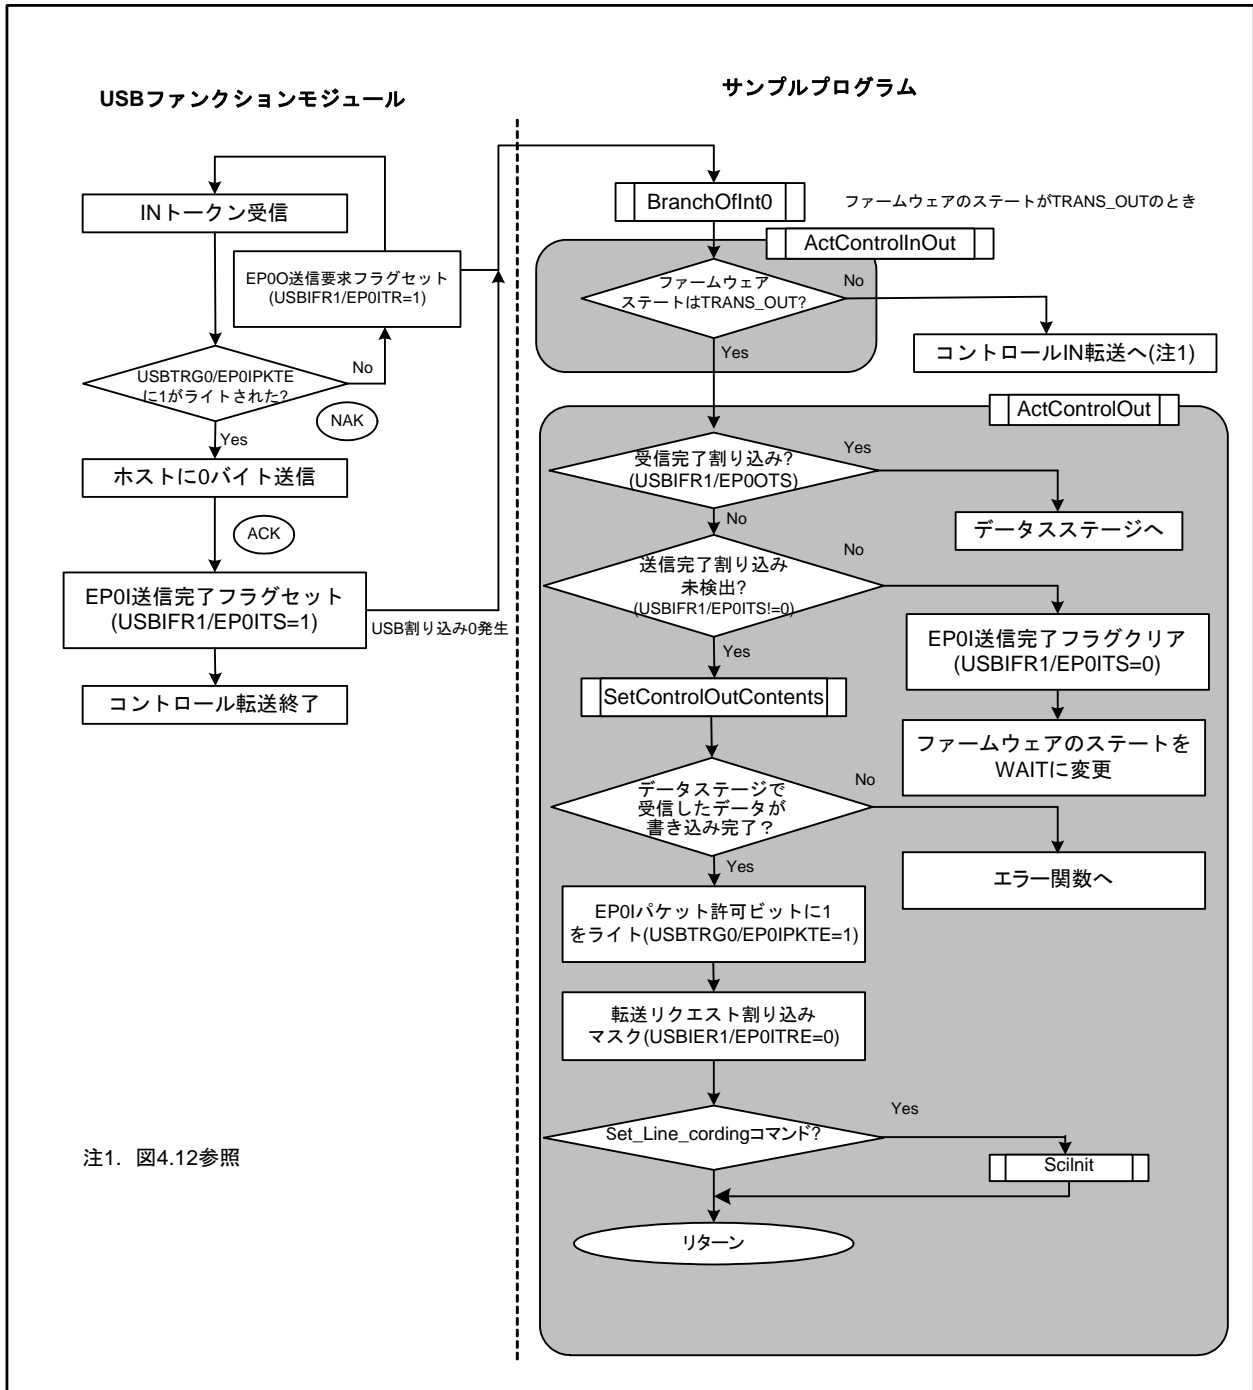 USBファンクションモジュール
INトークン受信
EP0O送信要求フラグセット
(USBIFR1/EP0ITR=1)
USBTRG0/EP0IPKTE
に1がライトされた?
No
NAK
Yes
ホストに0バイト送信
ACK
EP0I送信完了フラグセット
(USBIFR1/EP0ITS=1)
USB割り込み0発生
コントロール転送終了
注1. 図4.12参照
サンプルプログラム
BranchOfInt0
ファームウェアのステートがTRANS_OUTのとき
ActControlInOut
ファームウェア
ステートはTRANS_OUT?
No
Yes
コントロールIN転送へ(注1)
ActControlOut
受信完了割り込み?
(USBIFR1/EP0OTS)
Yes
No
データスステージへ
送信完了割り込み
未検出?
(USBIFR1/EP0ITS!=0)
No
Yes
EP0I送信完了フラグクリア
(USBIFR1/EP0ITS=0)
ファームウェアのステートを
WAITに変更
SetControlOutContents
データステージで
受信したデータが
書き込み完了?
No
Yes
エラー関数へ
EP0Iパケット許可ビットに1
をライト(USBTRG0/EP0IPKTE=1)
転送リクエスト割り込み
マスク(USBIER1/EP0ITRE=0)
Set_Line_cordingコマンド?
Yes
SciInit
リターン